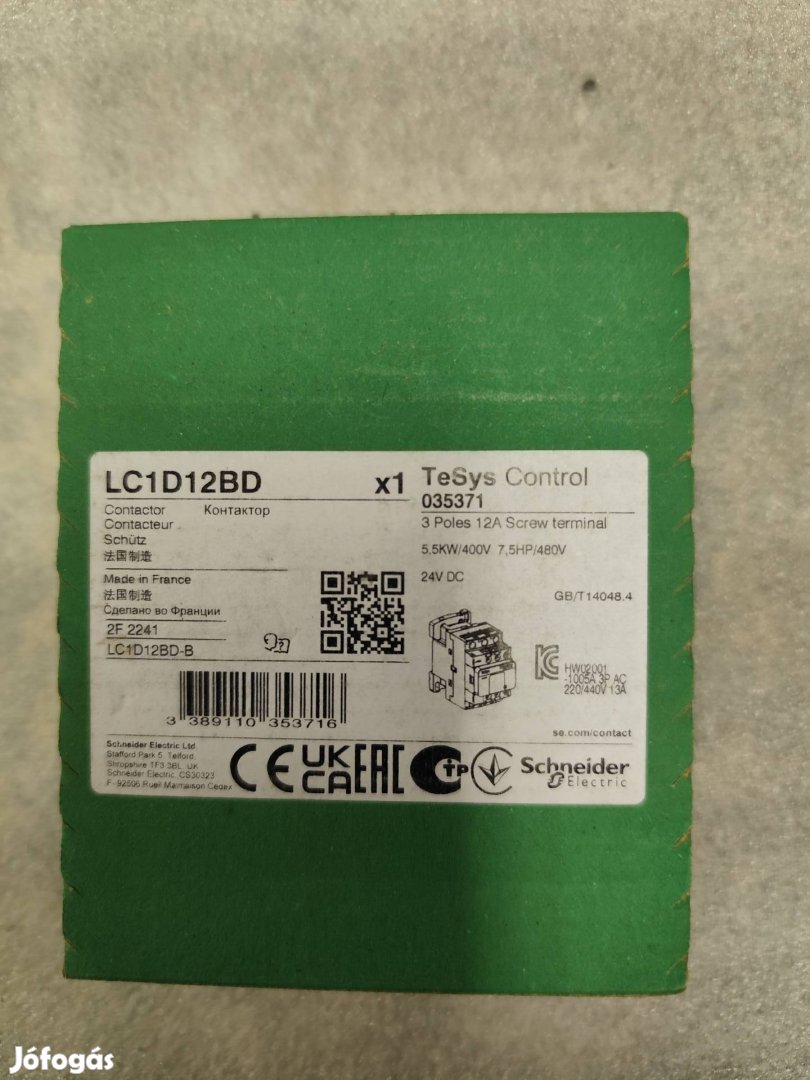 LC1D12BD x1
Contactor Контактор
Contacteur
Schütz
法国制造
Made in France
法国制造
Сделано во Франции
2F 2241
LC1D12BD-B
3 389110 353716
TeSys Control
035371
3 Poles 12A Screw terminal
5.5KW/400V 7,5HP/480V
24V DC
GB/T14048.4
HW02001
-1005A 3P AC
220/440V 13A
se.com/contact
Schneider Electric Ltd
Stafford Park 5 Telford
Shropshire TF3 3BL UK
Schneider Electric, CS30323
F- 92506 Rueil Malmaison Cedex
CE UK CA EAC TP
Schneider
Electric
Jófogás